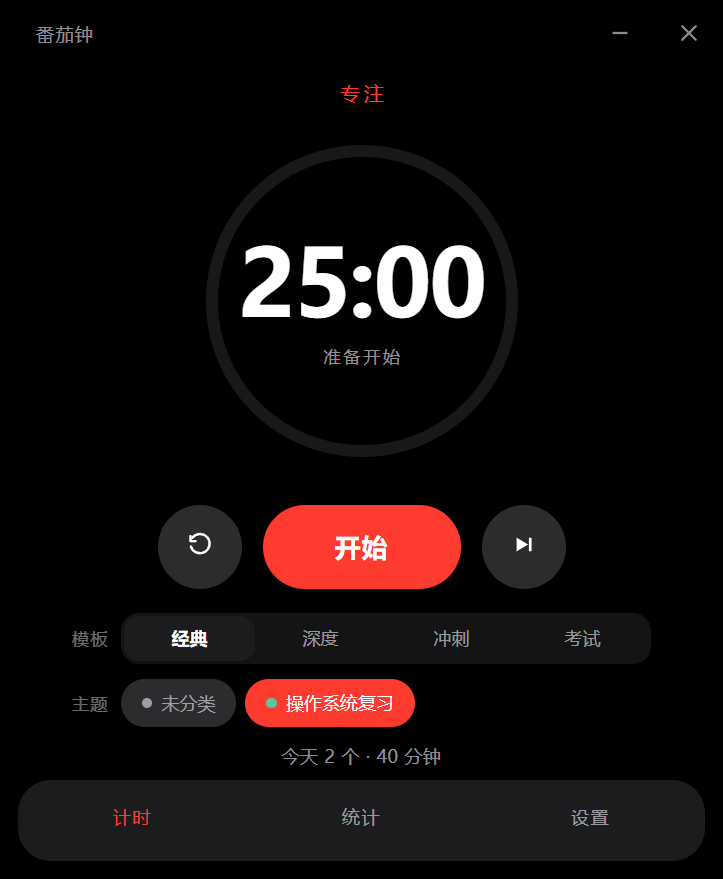 番茄钟
专注
25:00
准备开始
开始
模板 经典 深度 冲刺 考试
主题 未分类 操作系统复习
今天 2 个 · 40 分钟
计时 统计 设置